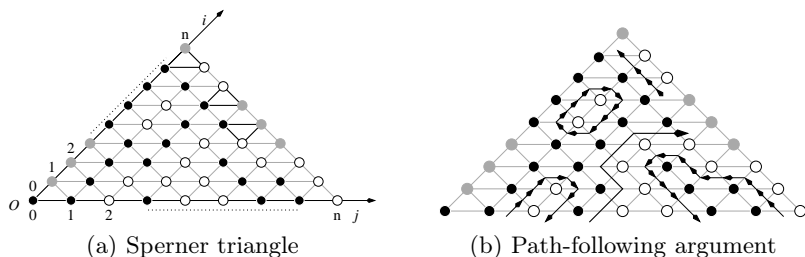 i
n
2
1
0
O
0 1 2 n j
(a) Sperner triangle
(b) Path-following argument